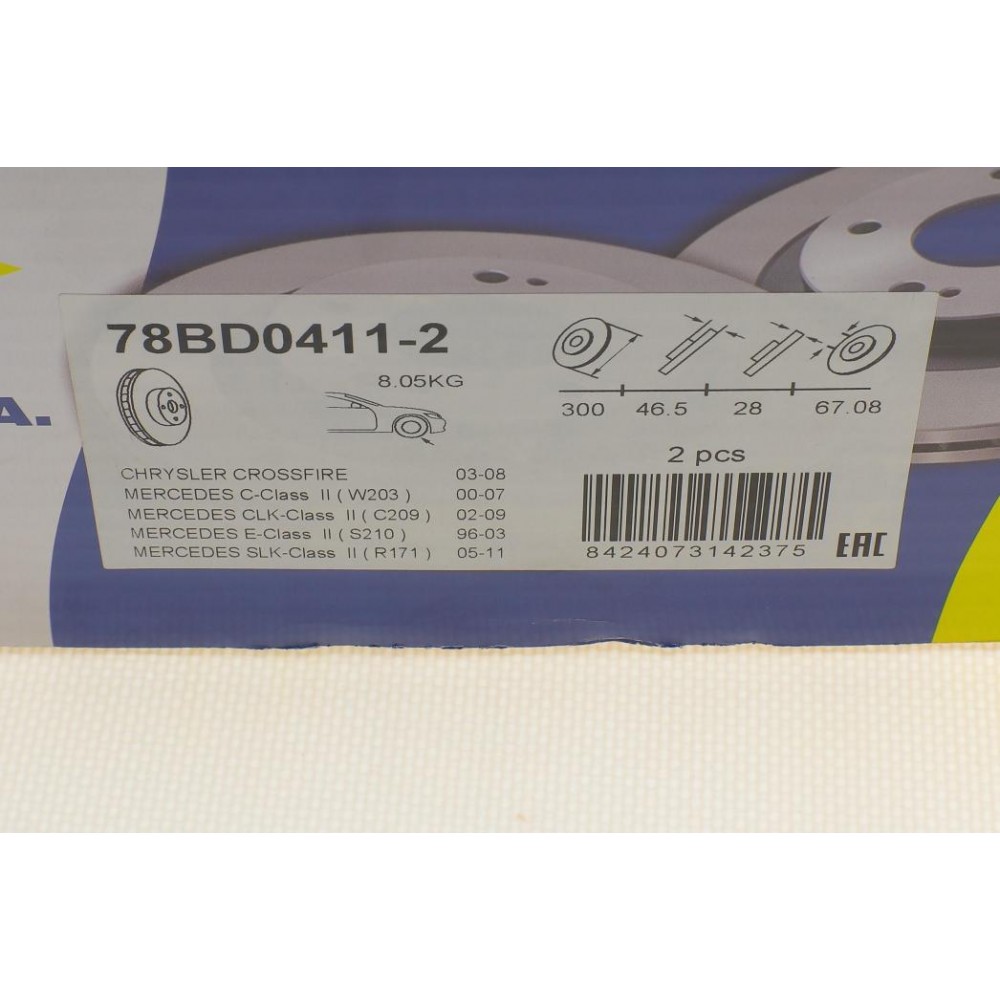 78BD0411-2
8.05KG
300 46.5 28 67.08
2 pcs
CHRYSLER CROSSFIRE 03-08
MERCEDES C-Class II ( W203 ) 00-07
MERCEDES CLK-Class II ( C209 ) 02-09
MERCEDES E-Class II ( S210 ) 96-03
MERCEDES SLK-Class II ( R171 ) 05-11
8424073142375
EAC
A.